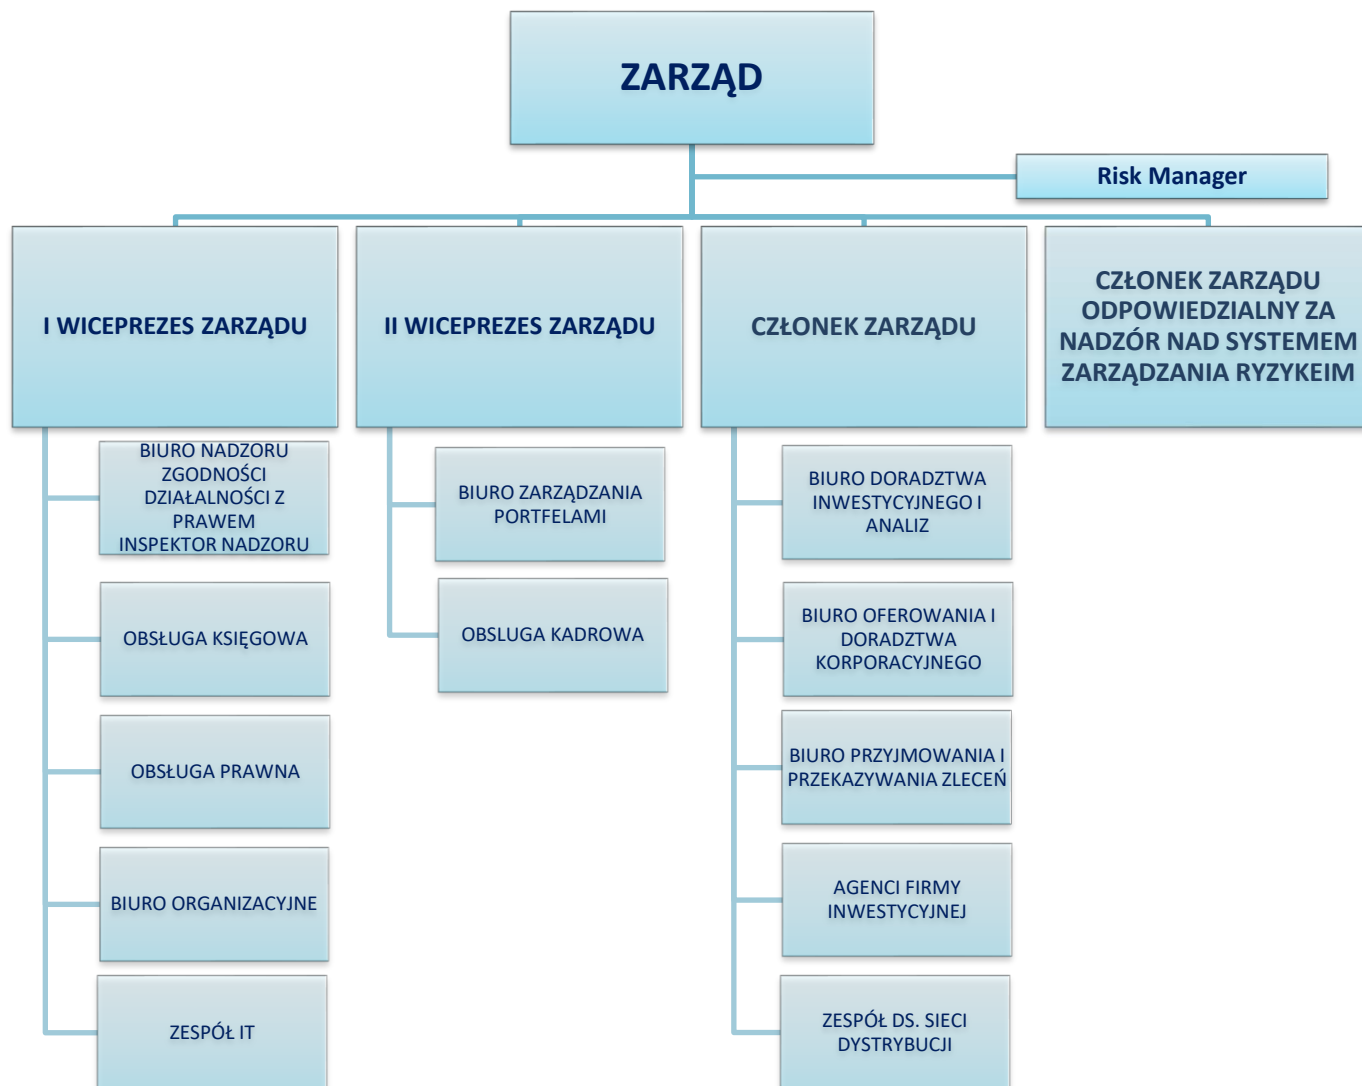 ZARZĄD
Risk Manager
I WICEPREZES ZARZĄDU
II WICEPREZES ZARZĄDU
CZŁONEK ZARZĄDU
CZŁONEK ZARZĄDU
ODPOWIEDZIALNY ZA
NADZÓR NAD SYSTEMEM
ZARZĄDZANIA RYZYKEIM
BIURO NADZORU
ZGODNOŚCI
DZIAŁALNOŚCI Z
PRAWEM
INSPEKTOR NADZORU
OBSŁUGA KSIĘGOWA
OBSŁUGA PRAWNA
BIURO ORGANIZACYJNE
ZESPÓŁ IT
BIURO ZARZĄDZANIA
PORTFELAMI
OBSLUGA KADROWA
BIURO DORADZTWA
INWESTYCYJNEGO I
ANALIZ
BIURO OFEROWANIA I
DORADZTWA
KORPORACYJNEGO
BIURO PRZYJMOWANIA I
PRZEKAZYWANIA ZLECEŃ
AGENCI FIRMY
INWESTYCYJNEJ
ZESPÓŁ DS. SIECI
DYSTRYBUCJI